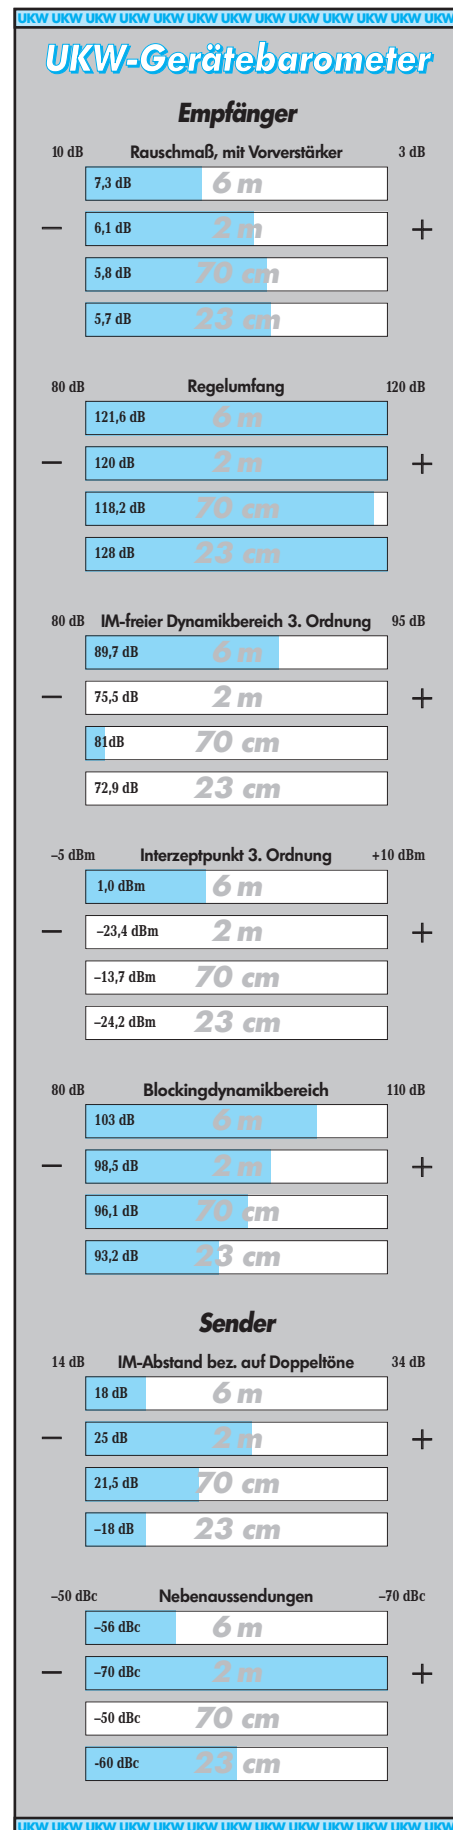 UKW UKW UKW UKW UKW UKW UKW UKW UKW UKW UKW UKW UKW
UKW-Gerätebarometer
Empfänger
10 dB Rauschmaß, mit Vorverstärker 3 dB
7,3 dB 6 m
– 6,1 dB 2 m +
5,8 dB 70 cm
5,7 dB 23 cm
80 dB Regelumfang 120 dB
121,6 dB 6 m
– 120 dB 2 m +
118,2 dB 70 cm
128 dB 23 cm
80 dB IM-freier Dynamikbereich 3. Ordnung 95 dB
89,7 dB 6 m
– 75,5 dB 2 m +
81dB 70 cm
72,9 dB 23 cm
–5 dBm Interzeptpunkt 3. Ordnung +10 dBm
1,0 dBm 6 m
– –23,4 dBm 2 m +
–13,7 dBm 70 cm
–24,2 dBm 23 cm
80 dB Blockingdynamikbereich 110 dB
103 dB 6 m
– 98,5 dB 2 m +
96,1 dB 70 cm
93,2 dB 23 cm
Sender
14 dB IM-Abstand bez. auf Doppeltöne 34 dB
18 dB 6 m
– 25 dB 2 m +
21,5 dB 70 cm
–18 dB 23 cm
–50 dBc Nebenaussendungen –70 dBc
–56 dBc 6 m
– –70 dBc 2 m +
–50 dBc 70 cm
-60 dBc 23 cm
UKW UKW UKW UKW UKW UKW UKW UKW UKW UKW UKW UKW UKW